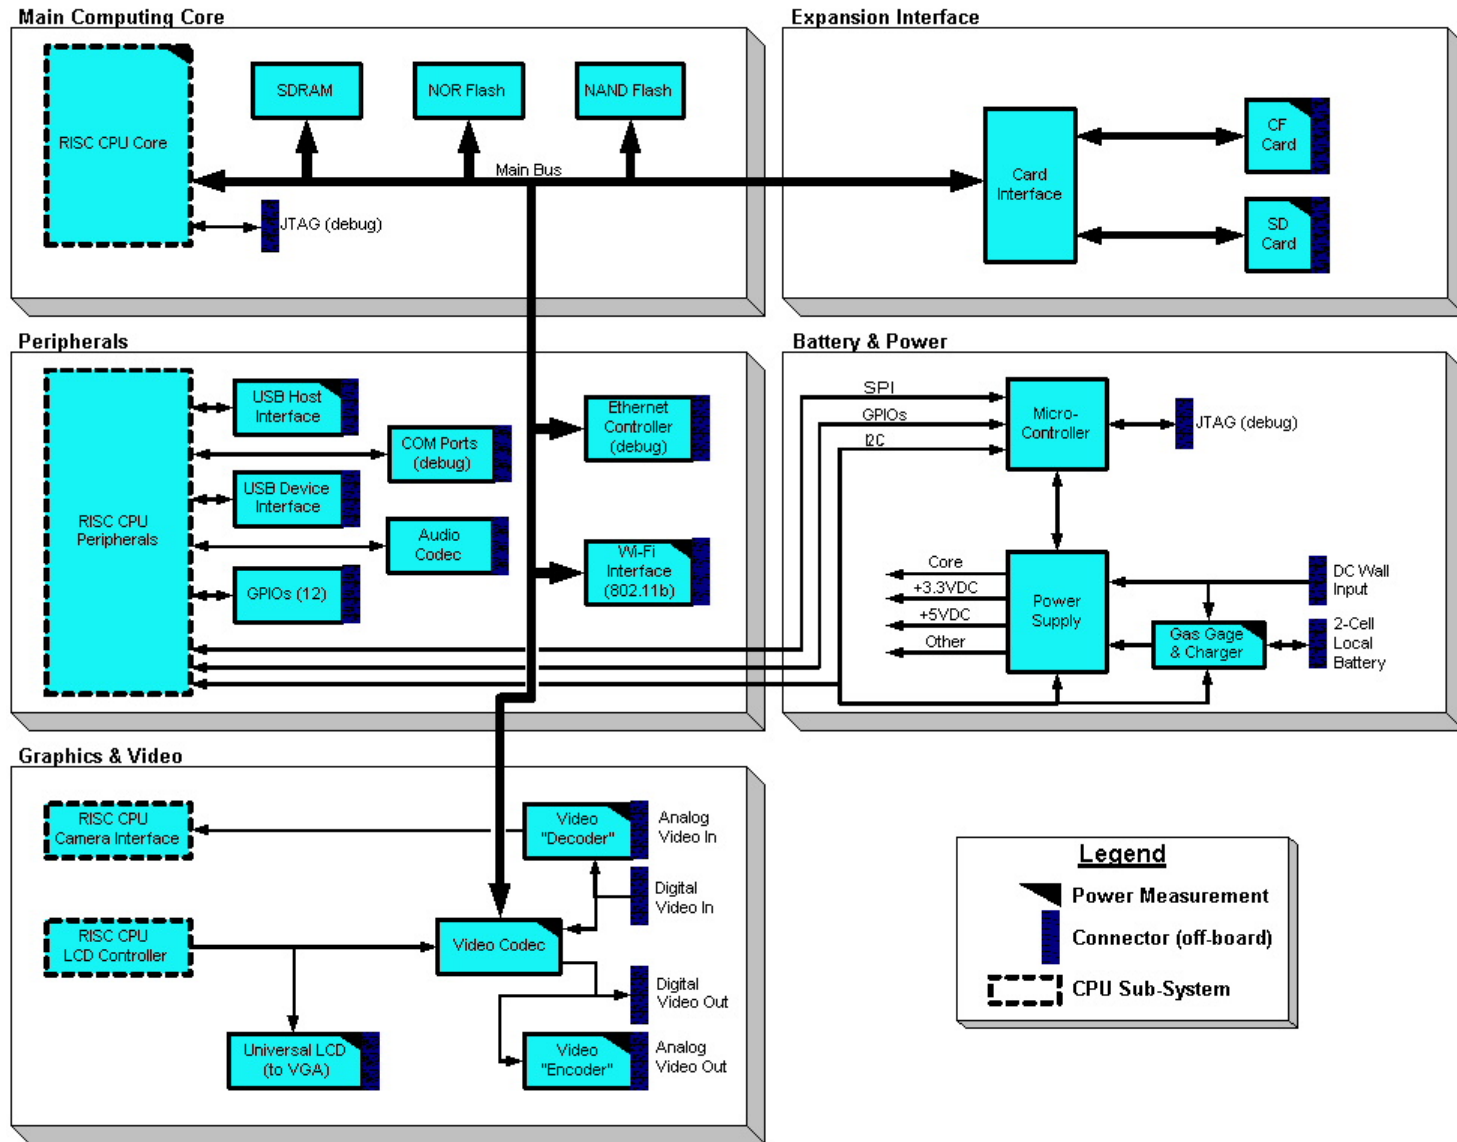 Main Computing Core
RISC CPU Core
SDRAM
NOR Flash
NAND Flash
Main Bus
JTAG (debug)
Expansion Interface
Card
Interface
CF
Card
SD
Card
Peripherals
RISC CPU
Peripherals
USB Host
Interface
COM Ports
(debug)
USB Device
Interface
Audio
Codec
GPIOs (12)
Ethernet
Controller
(debug)
Wi-Fi
Interface
(802.11b)
Battery & Power
SPI
GPIOs
I2C
Micro-
Controller
JTAG (debug)
Core
+3.3VDC
+5VDC
Other
Power
Supply
Gas Gage
& Charger
DC Wall
Input
2-Cell
Local
Battery
Graphics & Video
RISC CPU
Camera Interface
RISC CPU
LCD Controller
Universal LCD
(to VGA)
Video Codec
Video
"Decoder"
Analog
Video In
Digital
Video In
Digital
Video Out
Video
"Encoder"
Analog
Video Out
Legend
Power Measurement
Connector (off-board)
CPU Sub-System